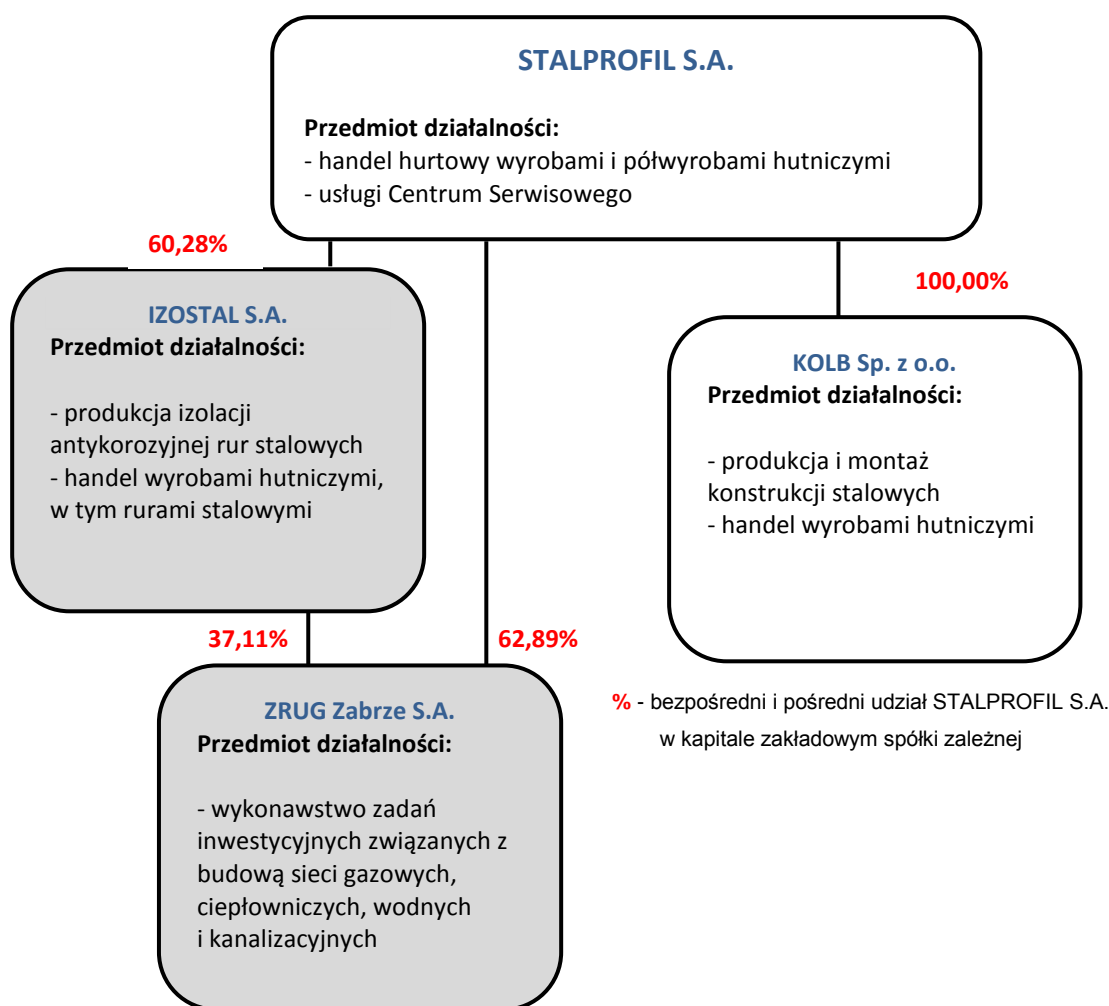 STALPROFIL S.A.
Przedmiot działalności:
- handel hurtowy wyrobami i półwyrobami hutniczymi
- usługi Centrum Serwisowego
60,28%
100,00%
IZOSTAL S.A.
Przedmiot działalności:
- produkcja izolacji
antykorozyjnej rur stalowych
- handel wyrobami hutniczymi,
w tym rurami stalowymi
KOLB Sp. z o.o.
Przedmiot działalności:
- produkcja i montaż
konstrukcji stalowych
- handel wyrobami hutniczymi
37,11%
62,89%
ZRUG Zabrze S.A.
Przedmiot działalności:
- wykonawstwo zadań
inwestycyjnych związanych z
budową sieci gazowych,
ciepłowniczych, wodnych
i kanalizacyjnych
% - bezpośredni i pośredni udział STALPROFIL S.A.
w kapitale zakładowym spółki zależnej